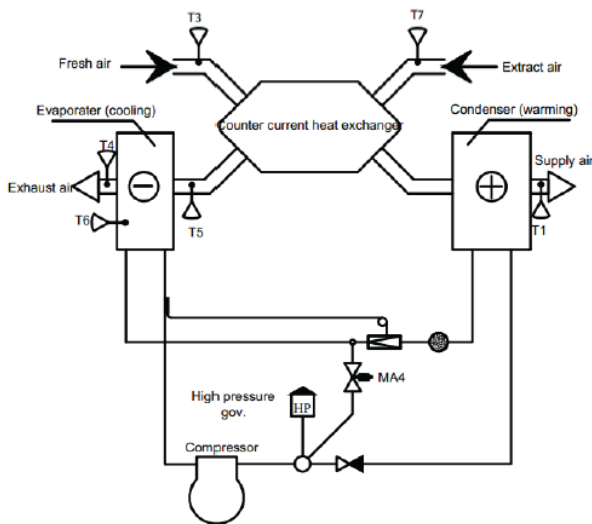 T3
T7
Fresh air
Extract air
Evaporater (cooling)
Counter current heat exchanger
Condenser (warming)
T4
Supply air
Exhaust air
T6
T5
T1
MA4
High pressure
gov.
HP
Compressor